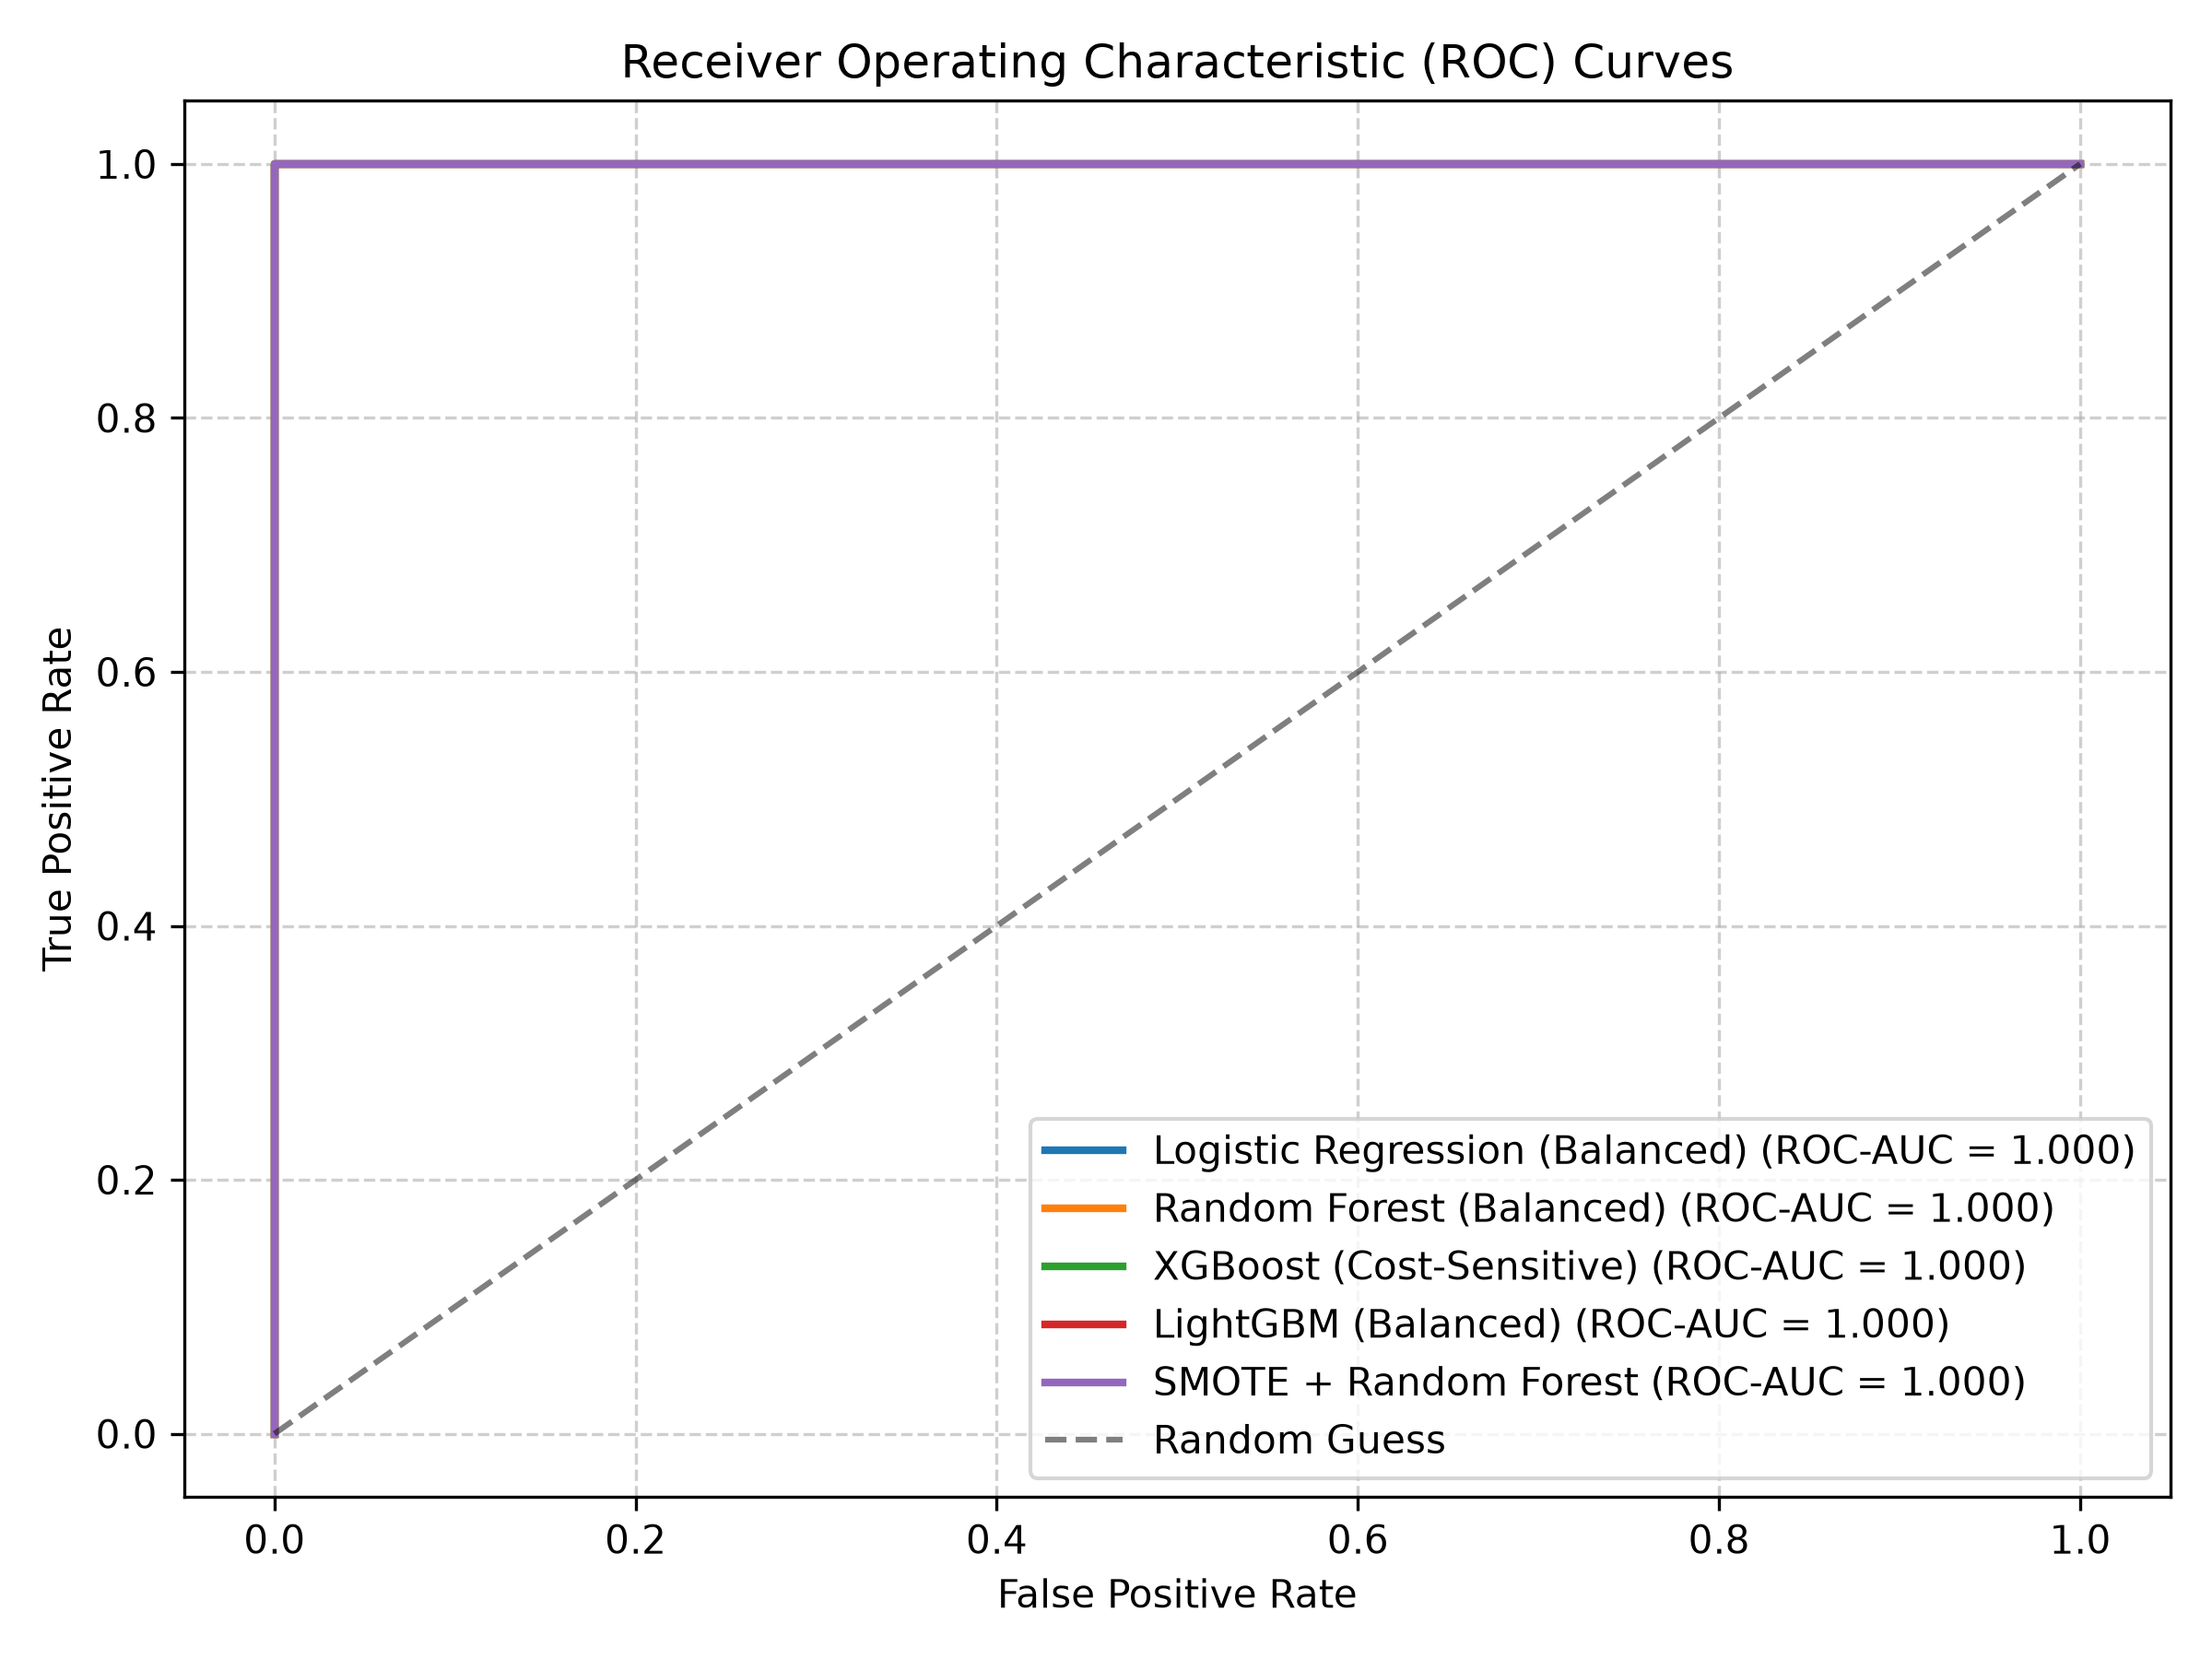 Receiver Operating Characteristic (ROC) Curves
True Positive Rate
1.0
0.8
0.6
0.4
0.2
0.0
Logistic Regression (Balanced) (ROC-AUC = 1.000)
Random Forest (Balanced) (ROC-AUC = 1.000)
XGBoost (Cost-Sensitive) (ROC-AUC = 1.000)
LightGBM (Balanced) (ROC-AUC = 1.000)
SMOTE + Random Forest (ROC-AUC = 1.000)
Random Guess
0.0 0.2 0.4 0.6 0.8 1.0
False Positive Rate